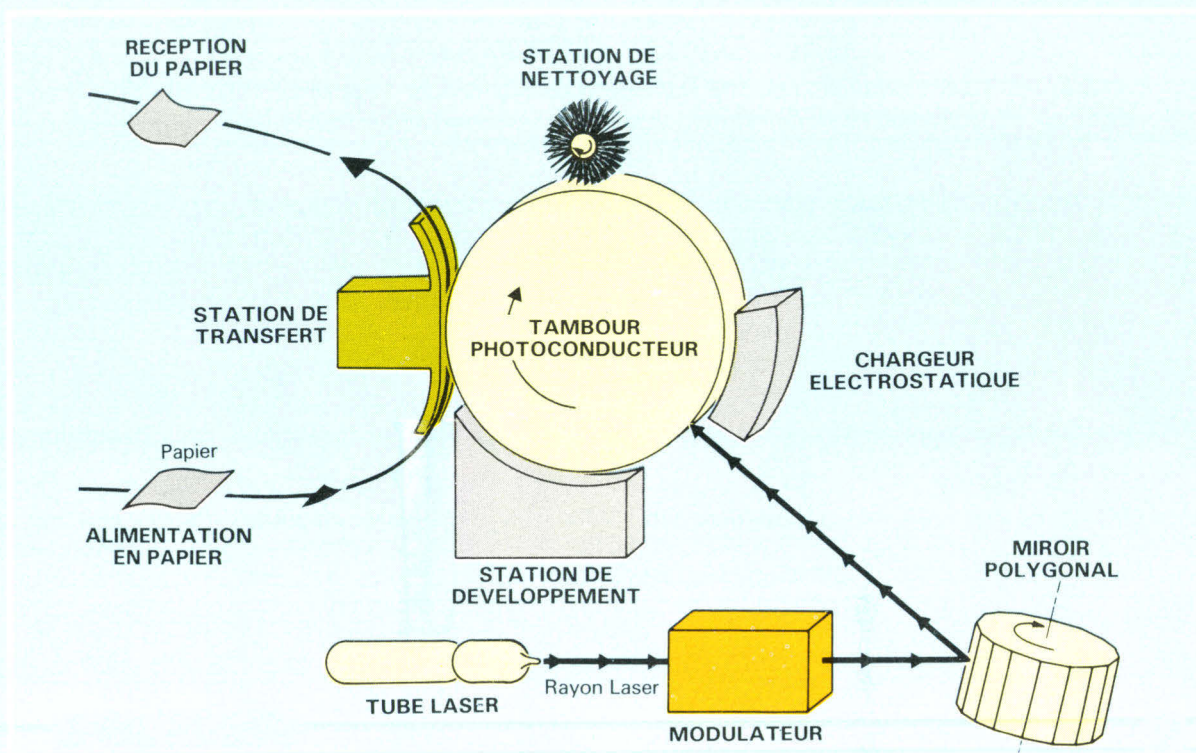 RECEPTION
DU PAPIER
STATION DE
NETTOYAGE
STATION DE
TRANSFERT
TAMBOUR
PHOTOCONDUCTEUR
CHARGEUR
ELECTROSTATIQUE
Papier
ALIMENTATION
EN PAPIER
STATION DE
DEVELOPPEMENT
MIROIR
POLYGONAL
Rayon Laser
TUBE LASER
MODULATEUR